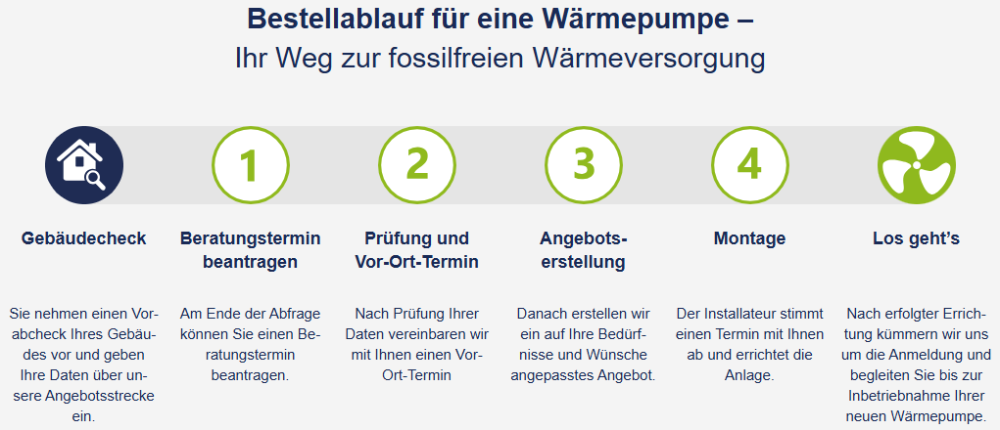 Bestellablauf für eine Wärmepumpe –
Ihr Weg zur fossilfreien Wärmeversorgung
1
2
3
4
Gebäudecheck
Sie nehmen einen Vor-
abcheck Ihres Gebäu-
des vor und geben
Ihre Daten über un-
sere Angebotsstrecke
ein.
Beratungstermin
beantragen
Am Ende der Abfrage
können Sie einen Be-
ratungstermin
beantragen.
Prüfung und
Vor-Ort-Termin
Nach Prüfung Ihrer
Daten vereinbaren wir
mit Ihnen einen Vor-
Ort-Termin
Angebots-
erstellung
Danach erstellen wir
ein auf Ihre Bedürf-
nisse und Wünsche
angepasstes Angebot.
Montage
Der Installateur stimmt
einen Termin mit Ihnen
ab und errichtet die
Anlage.
Los geht’s
Nach erfolgter Errich-
tung kümmern wir uns
um die Anmeldung und
begleiten Sie bis zur
Inbetriebnahme Ihrer
neuen Wärmepumpe.